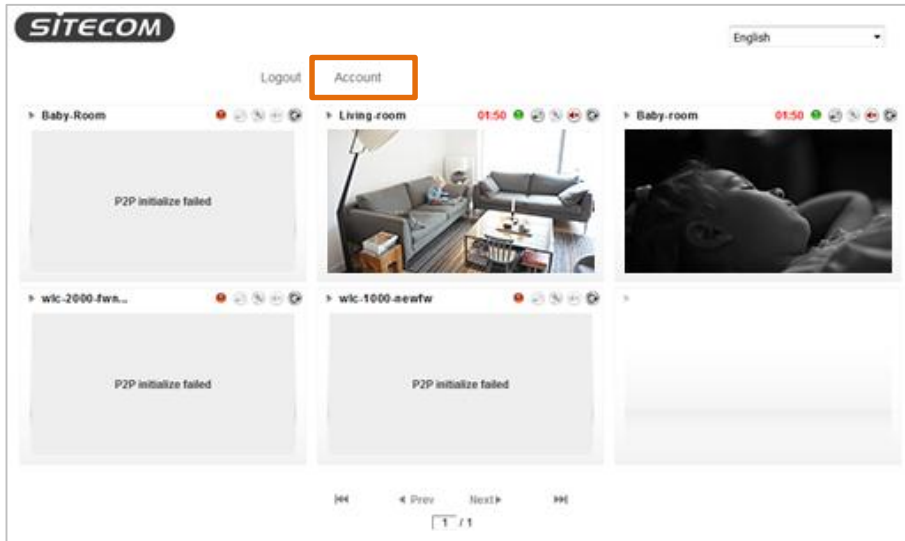 SITECOM
English
Logout Account
Baby-Room
Living-room 01:50
Baby-room 01:50
P2P initialize failed
wlc-2000-fwn...
wlc-1000-newfw
P2P initialize failed
P2P initialize failed
Prev Next
1 / 1